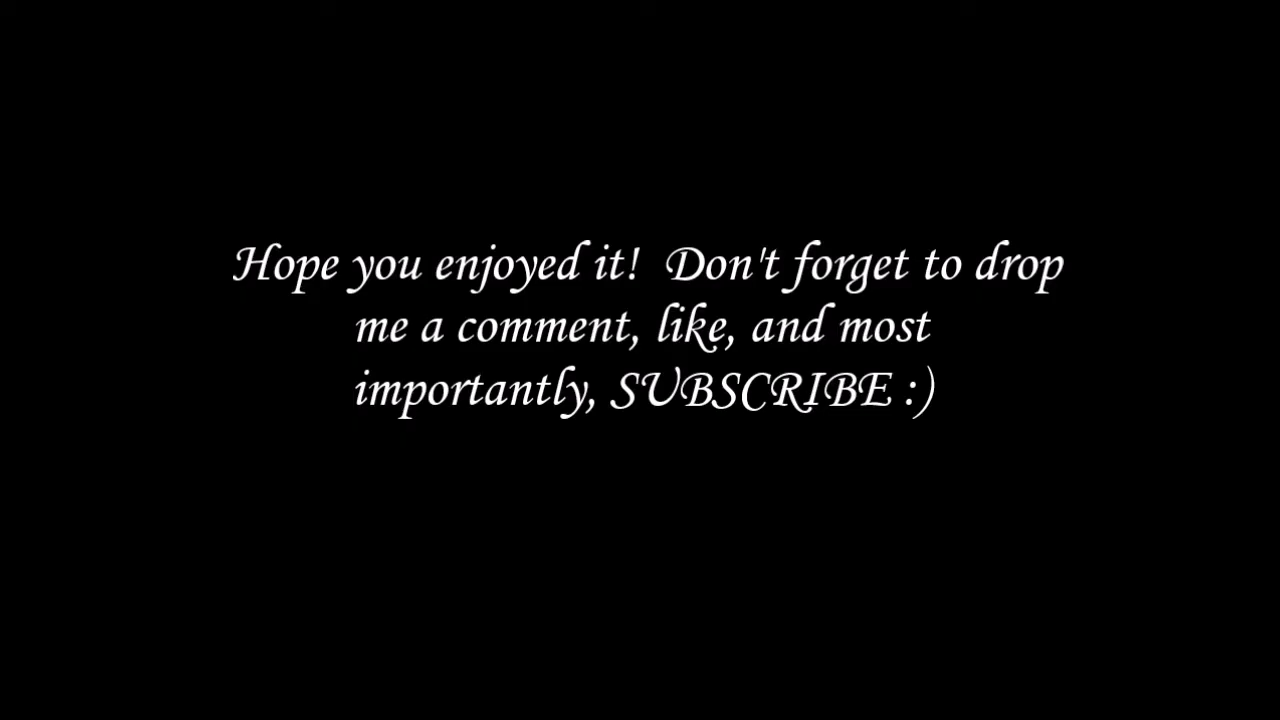 Hope you enjoyed it!  Don't forget to drop
me a comment, like, and most
importantly, SUBSCRIBE :)